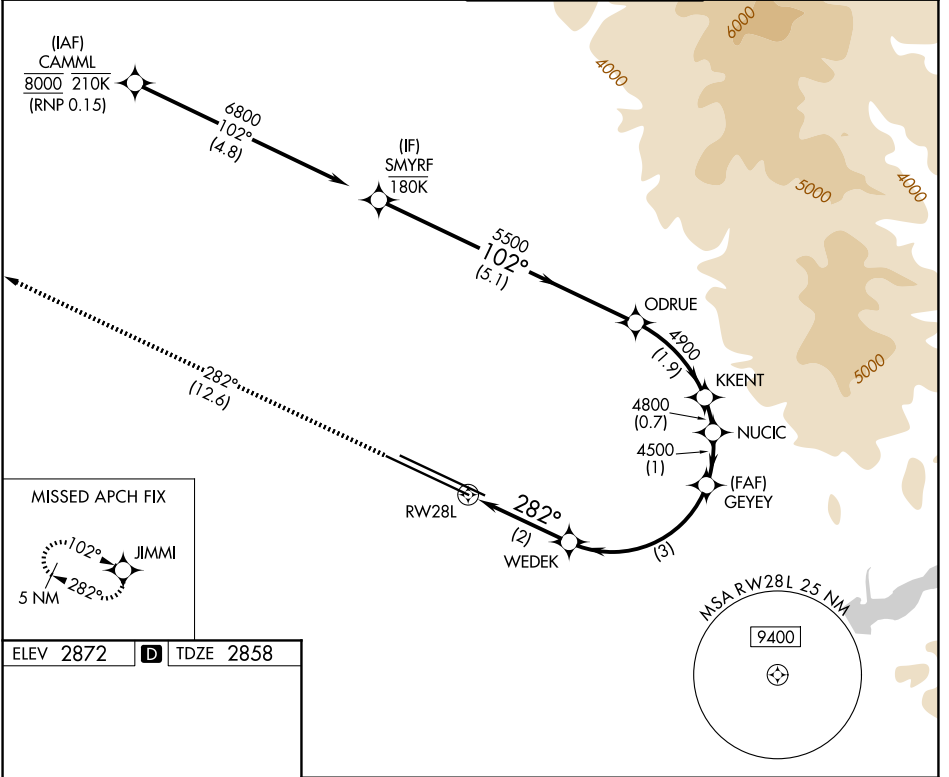 (IAF)
CAMML
8000 210K
(RNP 0.15)
6800
102°
(4.8)
(IF)
SMYRF
180K
5500
102°
(5.1)
ODRUE
4900
(1.9)
KKENT
4800
(0.7)
NUCIC
4500
(1)
(FAF)
GEYEY
(3)
WEDEK
282°
(2)
RW28L
282°
(12.6)
6000
4000
5000
4000
5000
MISSED APCH FIX
102°
JIMMI
282°
5 NM
MSA RW28L 25 NM
9400
ELEV 2872 D TDZE 2858